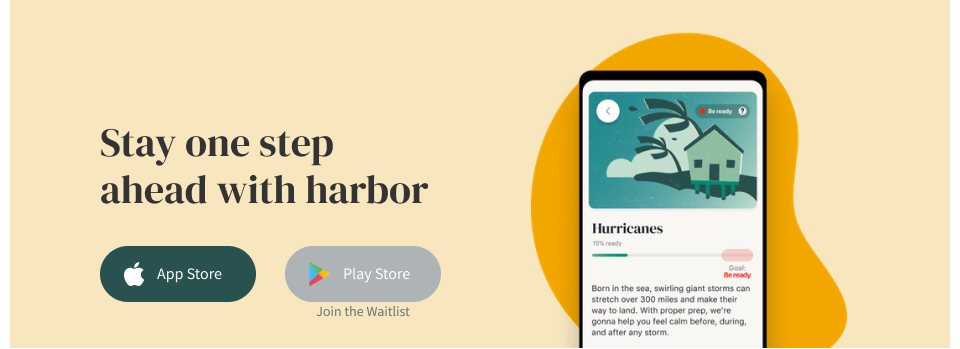 Stay one step
ahead with harbor
App Store
Play Store
Join the Waitlist
Be ready ?
Hurricanes
15% ready
Goal:
Be ready
Born in the sea, swirling giant storms can
stretch over 300 miles and make their
way to land. With proper prep, we're
gonna help you feel calm before, during,
and after any storm.